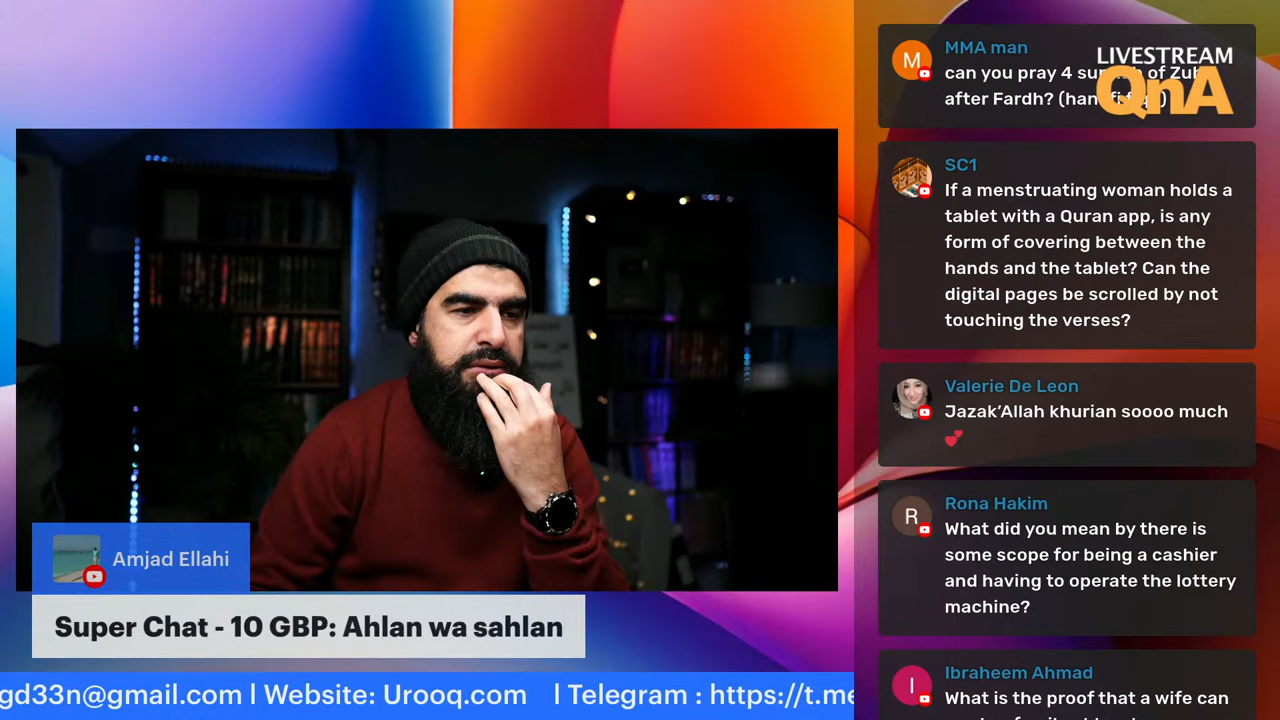 MMA man
can you pray 4 of Zu
after Fardh?
LIVESTREAM
QnA
SC1
If a menstruating woman holds a
tablet with a Quran app, is any
form of covering between the
hands and the tablet? Can the
digital pages be scrolled by not
touching the verses?
Valerie De Leon
Jazak’Allah khurian soooo much
💕
R
Rona Hakim
What did you mean by there is
some scope for being a cashier
and having to operate the lottery
machine?
I
Ibraheem Ahmad
What is the proof that a wife can
M
Amjad Ellahi
Super Chat - 10 GBP: Ahlan wa sahlan
gd33n@gmail.com l Website: Urooq.com l Telegram : https://t.me